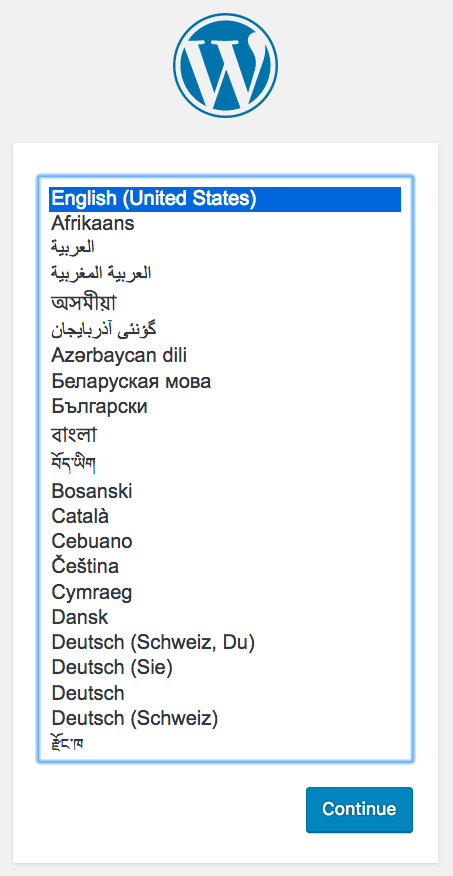 English (United States)
Afrikaans
العربية
العربية المغربية
অসমীয়া
گؤنئی آذربایجان
Azərbaycan dili
Беларуская мова
Български
বাংলা
བོད་ཡིག
Bosanski
Català
Cebuano
Čeština
Cymraeg
Dansk
Deutsch (Schweiz, Du)
Deutsch (Sie)
Deutsch
Deutsch (Schweiz)
རྫོང་ཁ
Continue